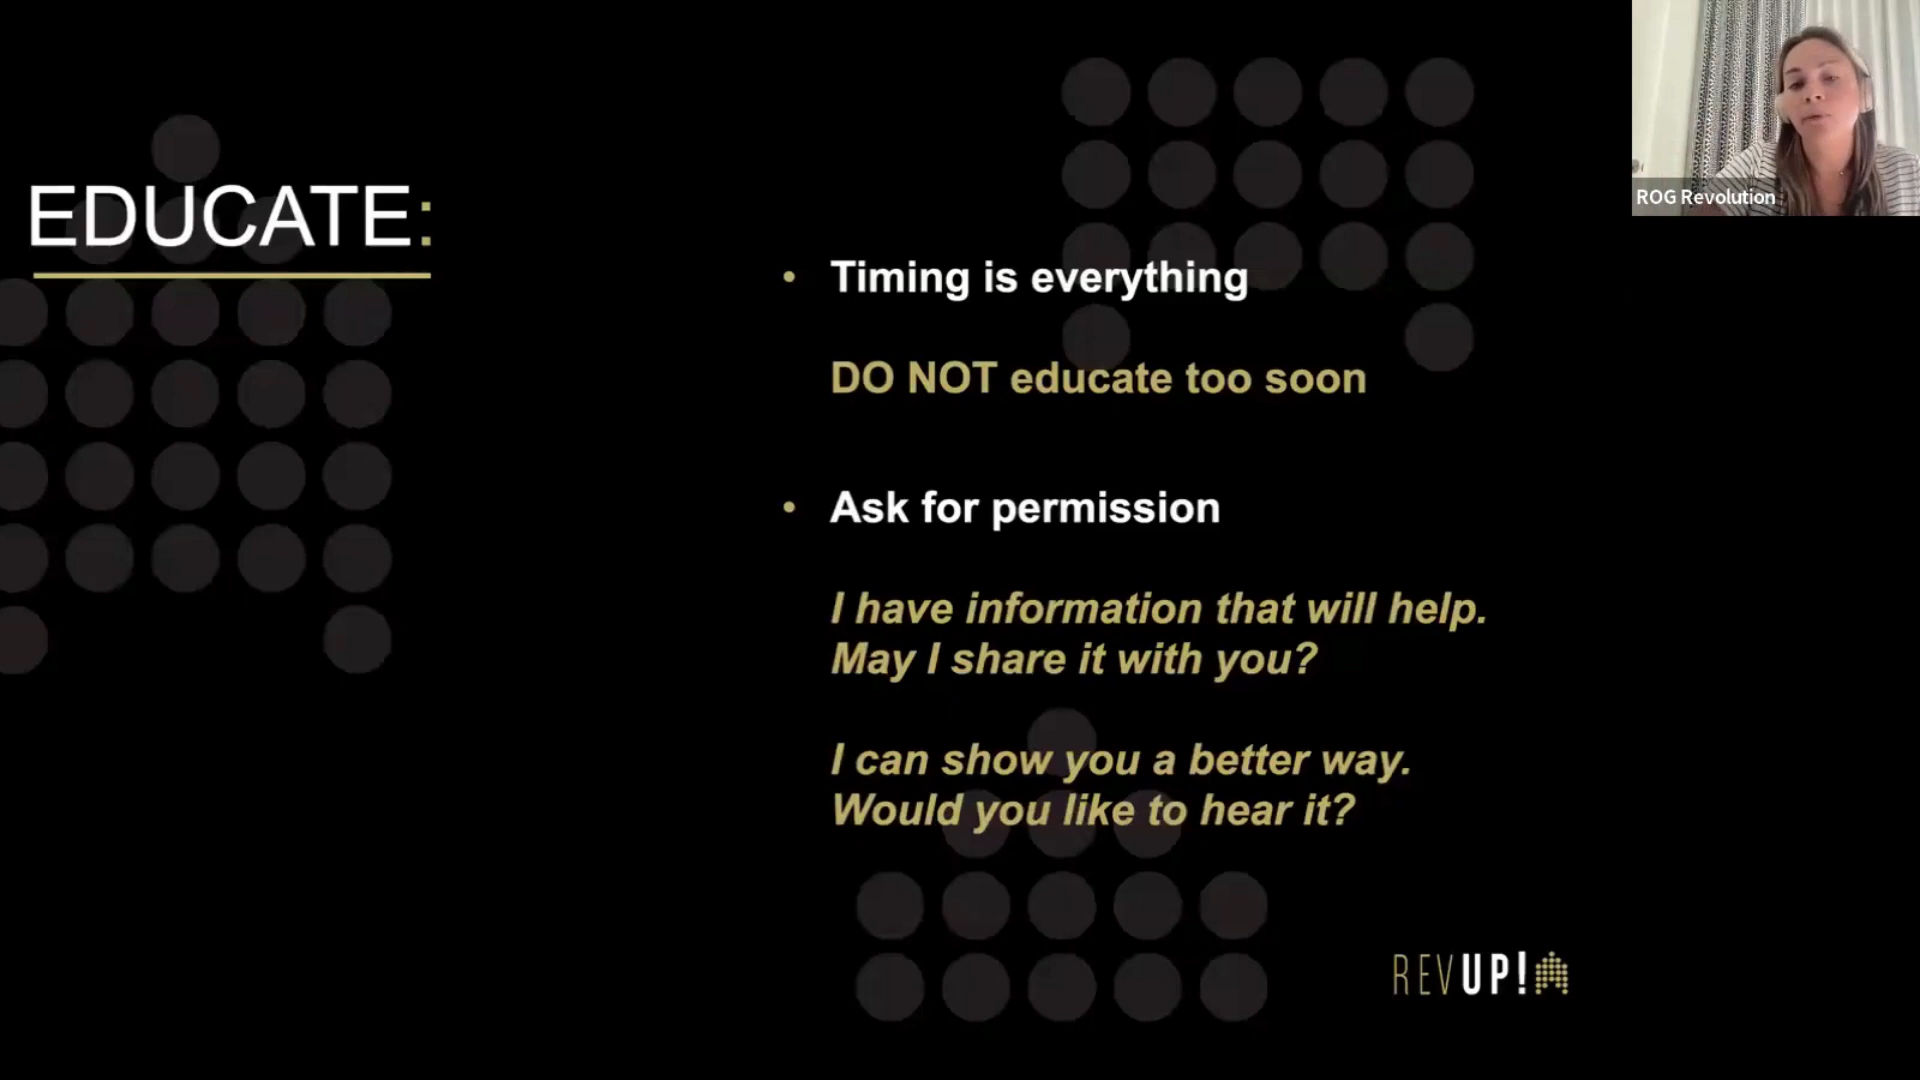 EDUCATE:
• Timing is everything
DO NOT educate too soon
• Ask for permission
I have information that will help.
May I share it with you?
I can show you a better way.
Would you like to hear it?
REVUP!
ROG Revolution